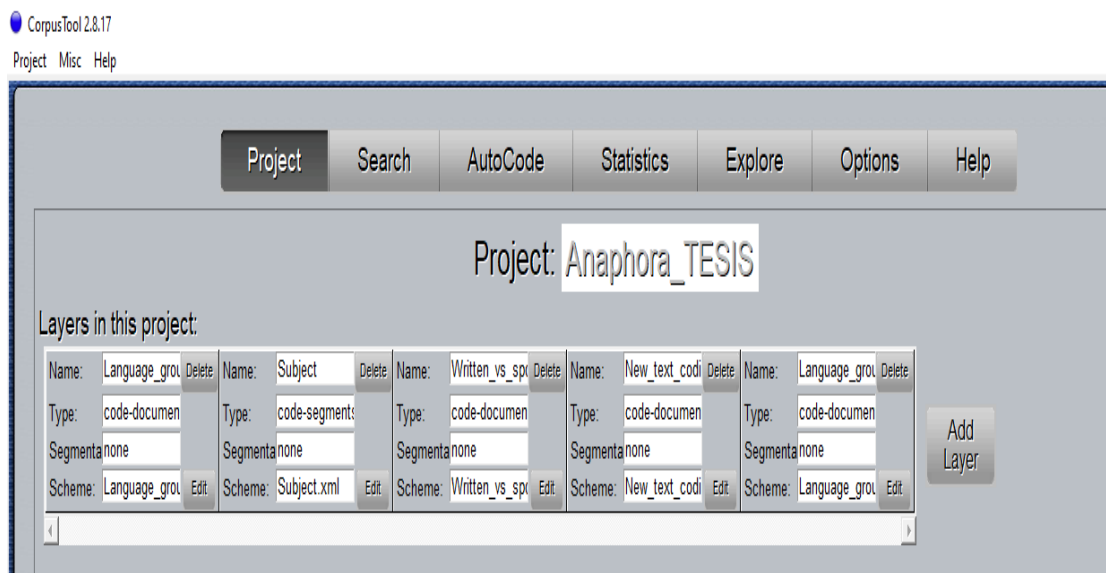 CorpusTool 2.8.17
Project Misc Help
Project Search AutoCode Statistics Explore Options Help
Project: Anaphora_TESIS
Layers in this project:
Name: Language_grou Delete Name: Subject Delete Name: Written_vs_spo Delete Name: New_text_codi Delete Name: Language_grou Delete
Type: code-documen Type: code-segments Type: code-documen Type: code-documen Type: code-documen
Segmenta none Segmenta none Segmenta none Segmenta none Segmenta none
Scheme: Language_grou Edit Scheme: Subject.xml Edit Scheme: Written_vs_spo Edit Scheme: New_text_codi Edit Scheme: Language_grou Edit
Add
Layer